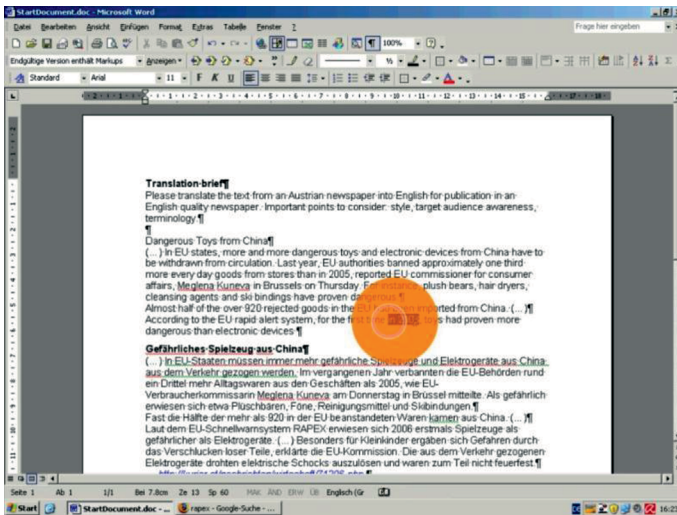 StartDocument.doc - Microsoft Word
Datei Bearbeiten Ansicht Einfügen Format Extras Tabelle Fenster ? Frage hier eingeben
100%
Endgültige Version enthält Markups Anzeigen
Standard Arial 11 F K U
Translation·brief¶
Please·translate·the·text·from·an·Austrian·newspaper·into·English·for·publication·in·an·
English·quality·newspaper.·Important·points·to·consider:·style,·target·audience·awareness,·
terminology.¶
¶
Dangerous·Toys·from·China¶
(...)·In·EU·states,·more·and·more·dangerous·toys·and·electronic·devices·from·China·have·to·
be·withdrawn·from·circulation.·Last·year,·EU·authorities·banned·approximately·one·third·
more·every·day·goods·from·stores·than·in·2005,·reported·EU·commissioner·for·consumer·
affairs,·Meglena·Kuneva·in·Brussels·on·Thursday.·For·instance,·plush·bears,·hair·dryers,·
cleansing·agents·and·ski·bindings·have·proven·dangerous.¶
Almost·half·of·the·over·920·rejected·goods·in·the·EU·had·been·imported·from·China.·(...)¶
According·to·the·EU·rapid·alert·system,·for·the·first·time toys·had·proven·more·
dangerous·than·electronic·devices.¶
Gefährliches·Spielzeug·aus·China¶
(...)·In·EU-Staaten·müssen·immer·mehr·gefährliche·Spielzeuge·und·Elektrogeräte·aus·China·
aus·dem·Verkehr·gezogen·werden.·Im·vergangenen·Jahr·verbannten·die·EU-Behörden·rund·
ein·Drittel·mehr·Alltagswaren·aus·den·Geschäften·als·2005,·wie·EU-
Verbraucherkommissarin·Meglena·Kuneva·am·Donnerstag·in·Brüssel·mitteilte.·Als·gefährlich·
erwiesen·sich·etwa·Plüschbären,·Föne,·Reinigungsmittel·und·Skibindungen.¶
Fast·die·Hälfte·der·mehr·als·920·in·der·EU·beanstandeten·Waren·kamen·aus·China.·(...)¶
Laut·dem·EU-Schnellwarnsystem·RAPEX·erwiesen·sich·2006·erstmals·Spielzeuge·als·
gefährlicher·als·Elektrogeräte.·(...)·Besonders·für·Kleinkinder·ergäben·sich·Gefahren·durch·
das·Verschlucken·loser·Teile,·erklärte·die·EU-Kommission.·Die·aus·dem·Verkehr·gezogenen·
Elektrogeräte·drohten·elektrische·Schocks·auszulösen·und·waren·zum·Teil·nicht·feuerfest.¶
Seite 1 Ab 1 1/1 Bei 7.8cm Ze 13 Sp 60 MAK ÄND ERW ÜB Englisch (Gr
Start StartDocument.doc - ... rapex - Google-Suche - ...